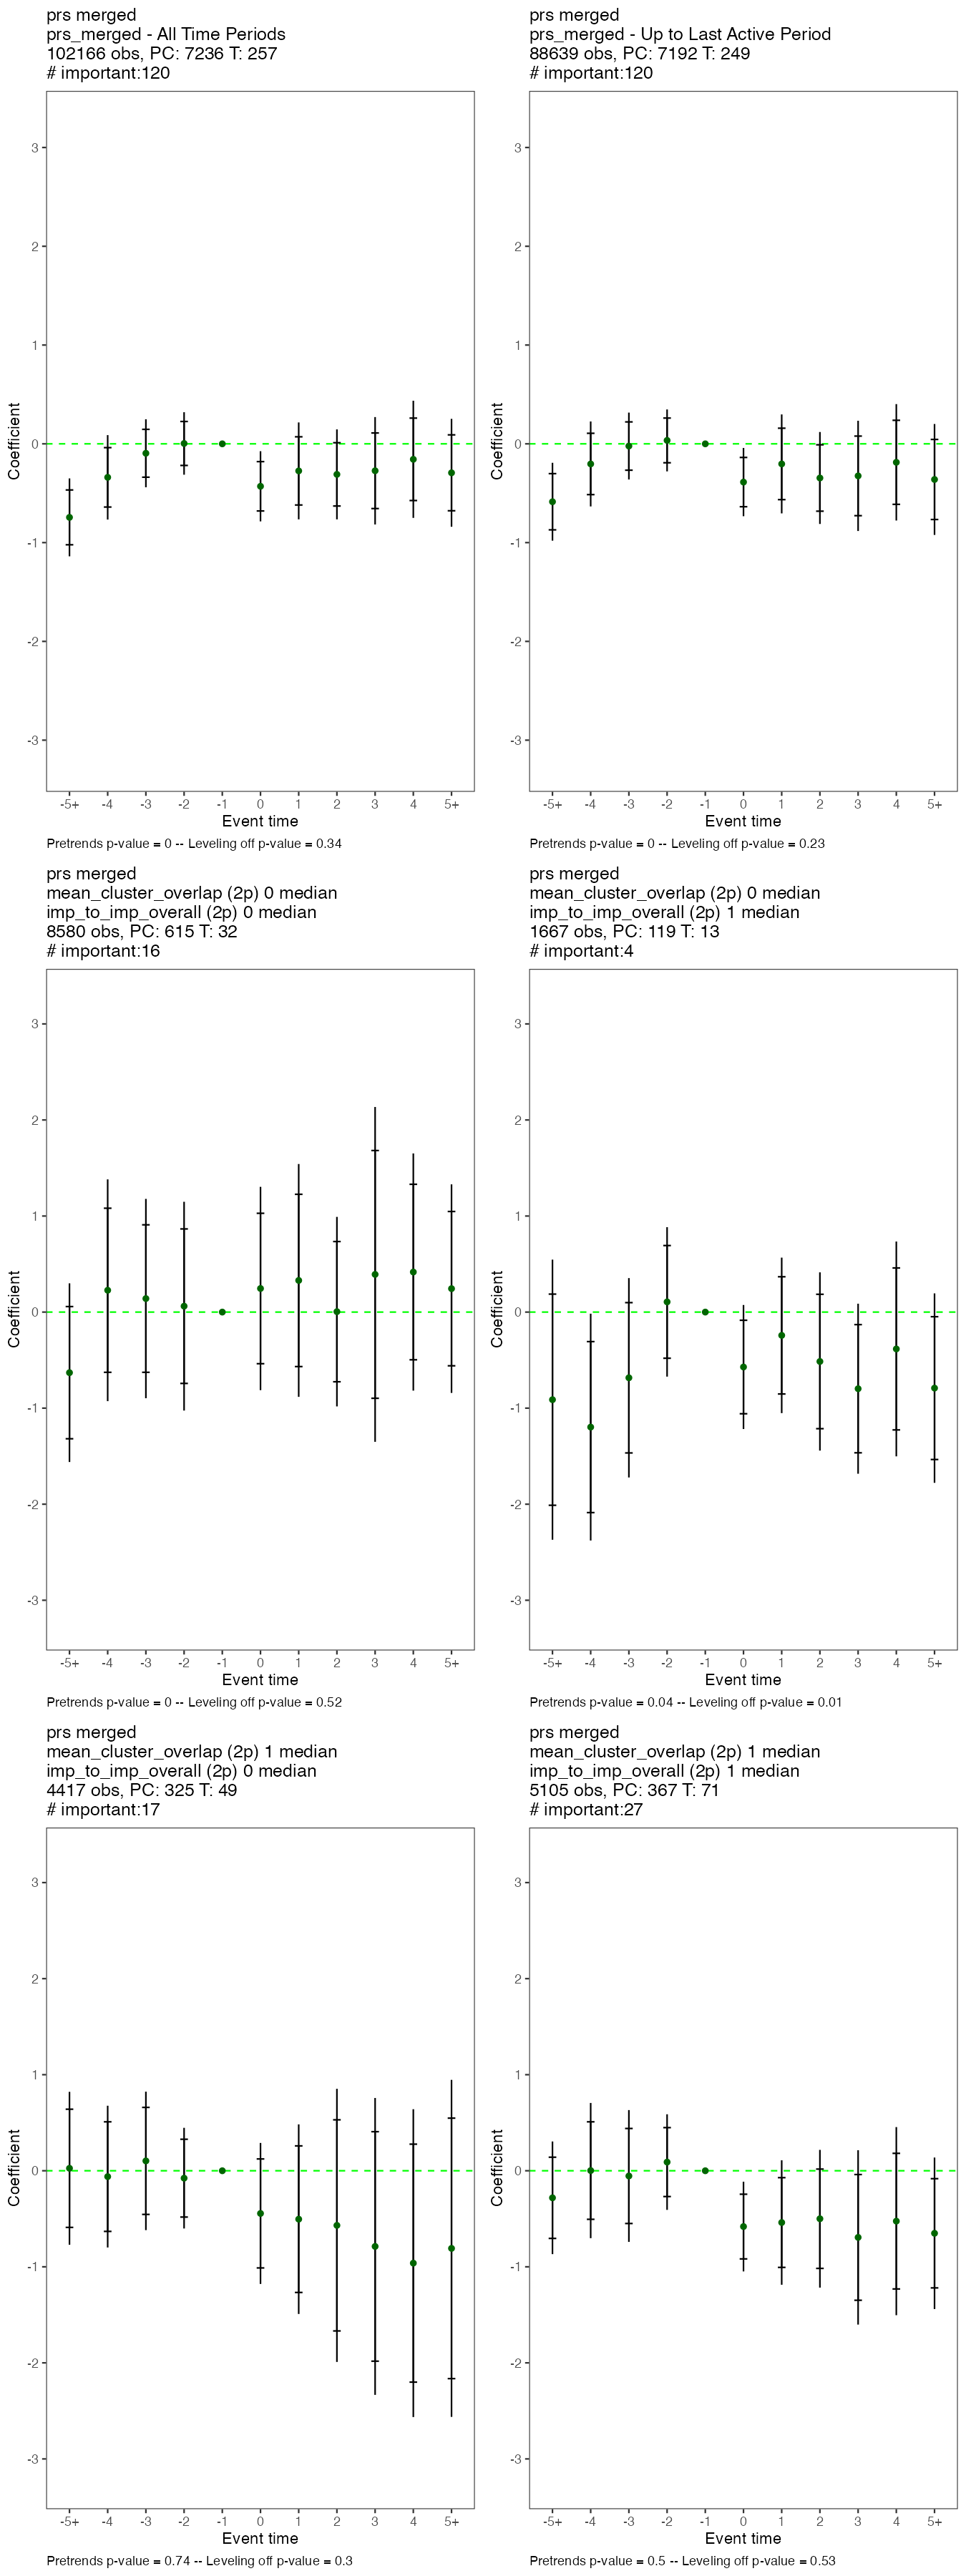 prs merged
prs_merged - All Time Periods
102166 obs, PC: 7236 T: 257
# important:120
3
2
1
0
-1
-2
-3
Coefficient
-5+ -4 -3 -2 -1 0 1 2 3 4 5+
Event time
Pretrends p-value = 0 -- Leveling off p-value = 0.34
prs merged
prs_merged - Up to Last Active Period
88639 obs, PC: 7192 T: 249
# important:120
3
2
1
0
-1
-2
-3
Coefficient
-5+ -4 -3 -2 -1 0 1 2 3 4 5+
Event time
Pretrends p-value = 0 -- Leveling off p-value = 0.23
prs merged
mean_cluster_overlap (2p) 0 median
imp_to_imp_overall (2p) 0 median
8580 obs, PC: 615 T: 32
# important:16
3
2
1
0
-1
-2
-3
Coefficient
-5+ -4 -3 -2 -1 0 1 2 3 4 5+
Event time
Pretrends p-value = 0 -- Leveling off p-value = 0.52
prs merged
mean_cluster_overlap (2p) 0 median
imp_to_imp_overall (2p) 1 median
1667 obs, PC: 119 T: 13
# important:4
3
2
1
0
-1
-2
-3
Coefficient
-5+ -4 -3 -2 -1 0 1 2 3 4 5+
Event time
Pretrends p-value = 0.04 -- Leveling off p-value = 0.01
prs merged
mean_cluster_overlap (2p) 1 median
imp_to_imp_overall (2p) 0 median
4417 obs, PC: 325 T: 49
# important:17
3
2
1
0
-1
-2
-3
Coefficient
-5+ -4 -3 -2 -1 0 1 2 3 4 5+
Event time
Pretrends p-value = 0.74 -- Leveling off p-value = 0.3
prs merged
mean_cluster_overlap (2p) 1 median
imp_to_imp_overall (2p) 1 median
5105 obs, PC: 367 T: 71
# important:27
3
2
1
0
-1
-2
-3
Coefficient
-5+ -4 -3 -2 -1 0 1 2 3 4 5+
Event time
Pretrends p-value = 0.5 -- Leveling off p-value = 0.53